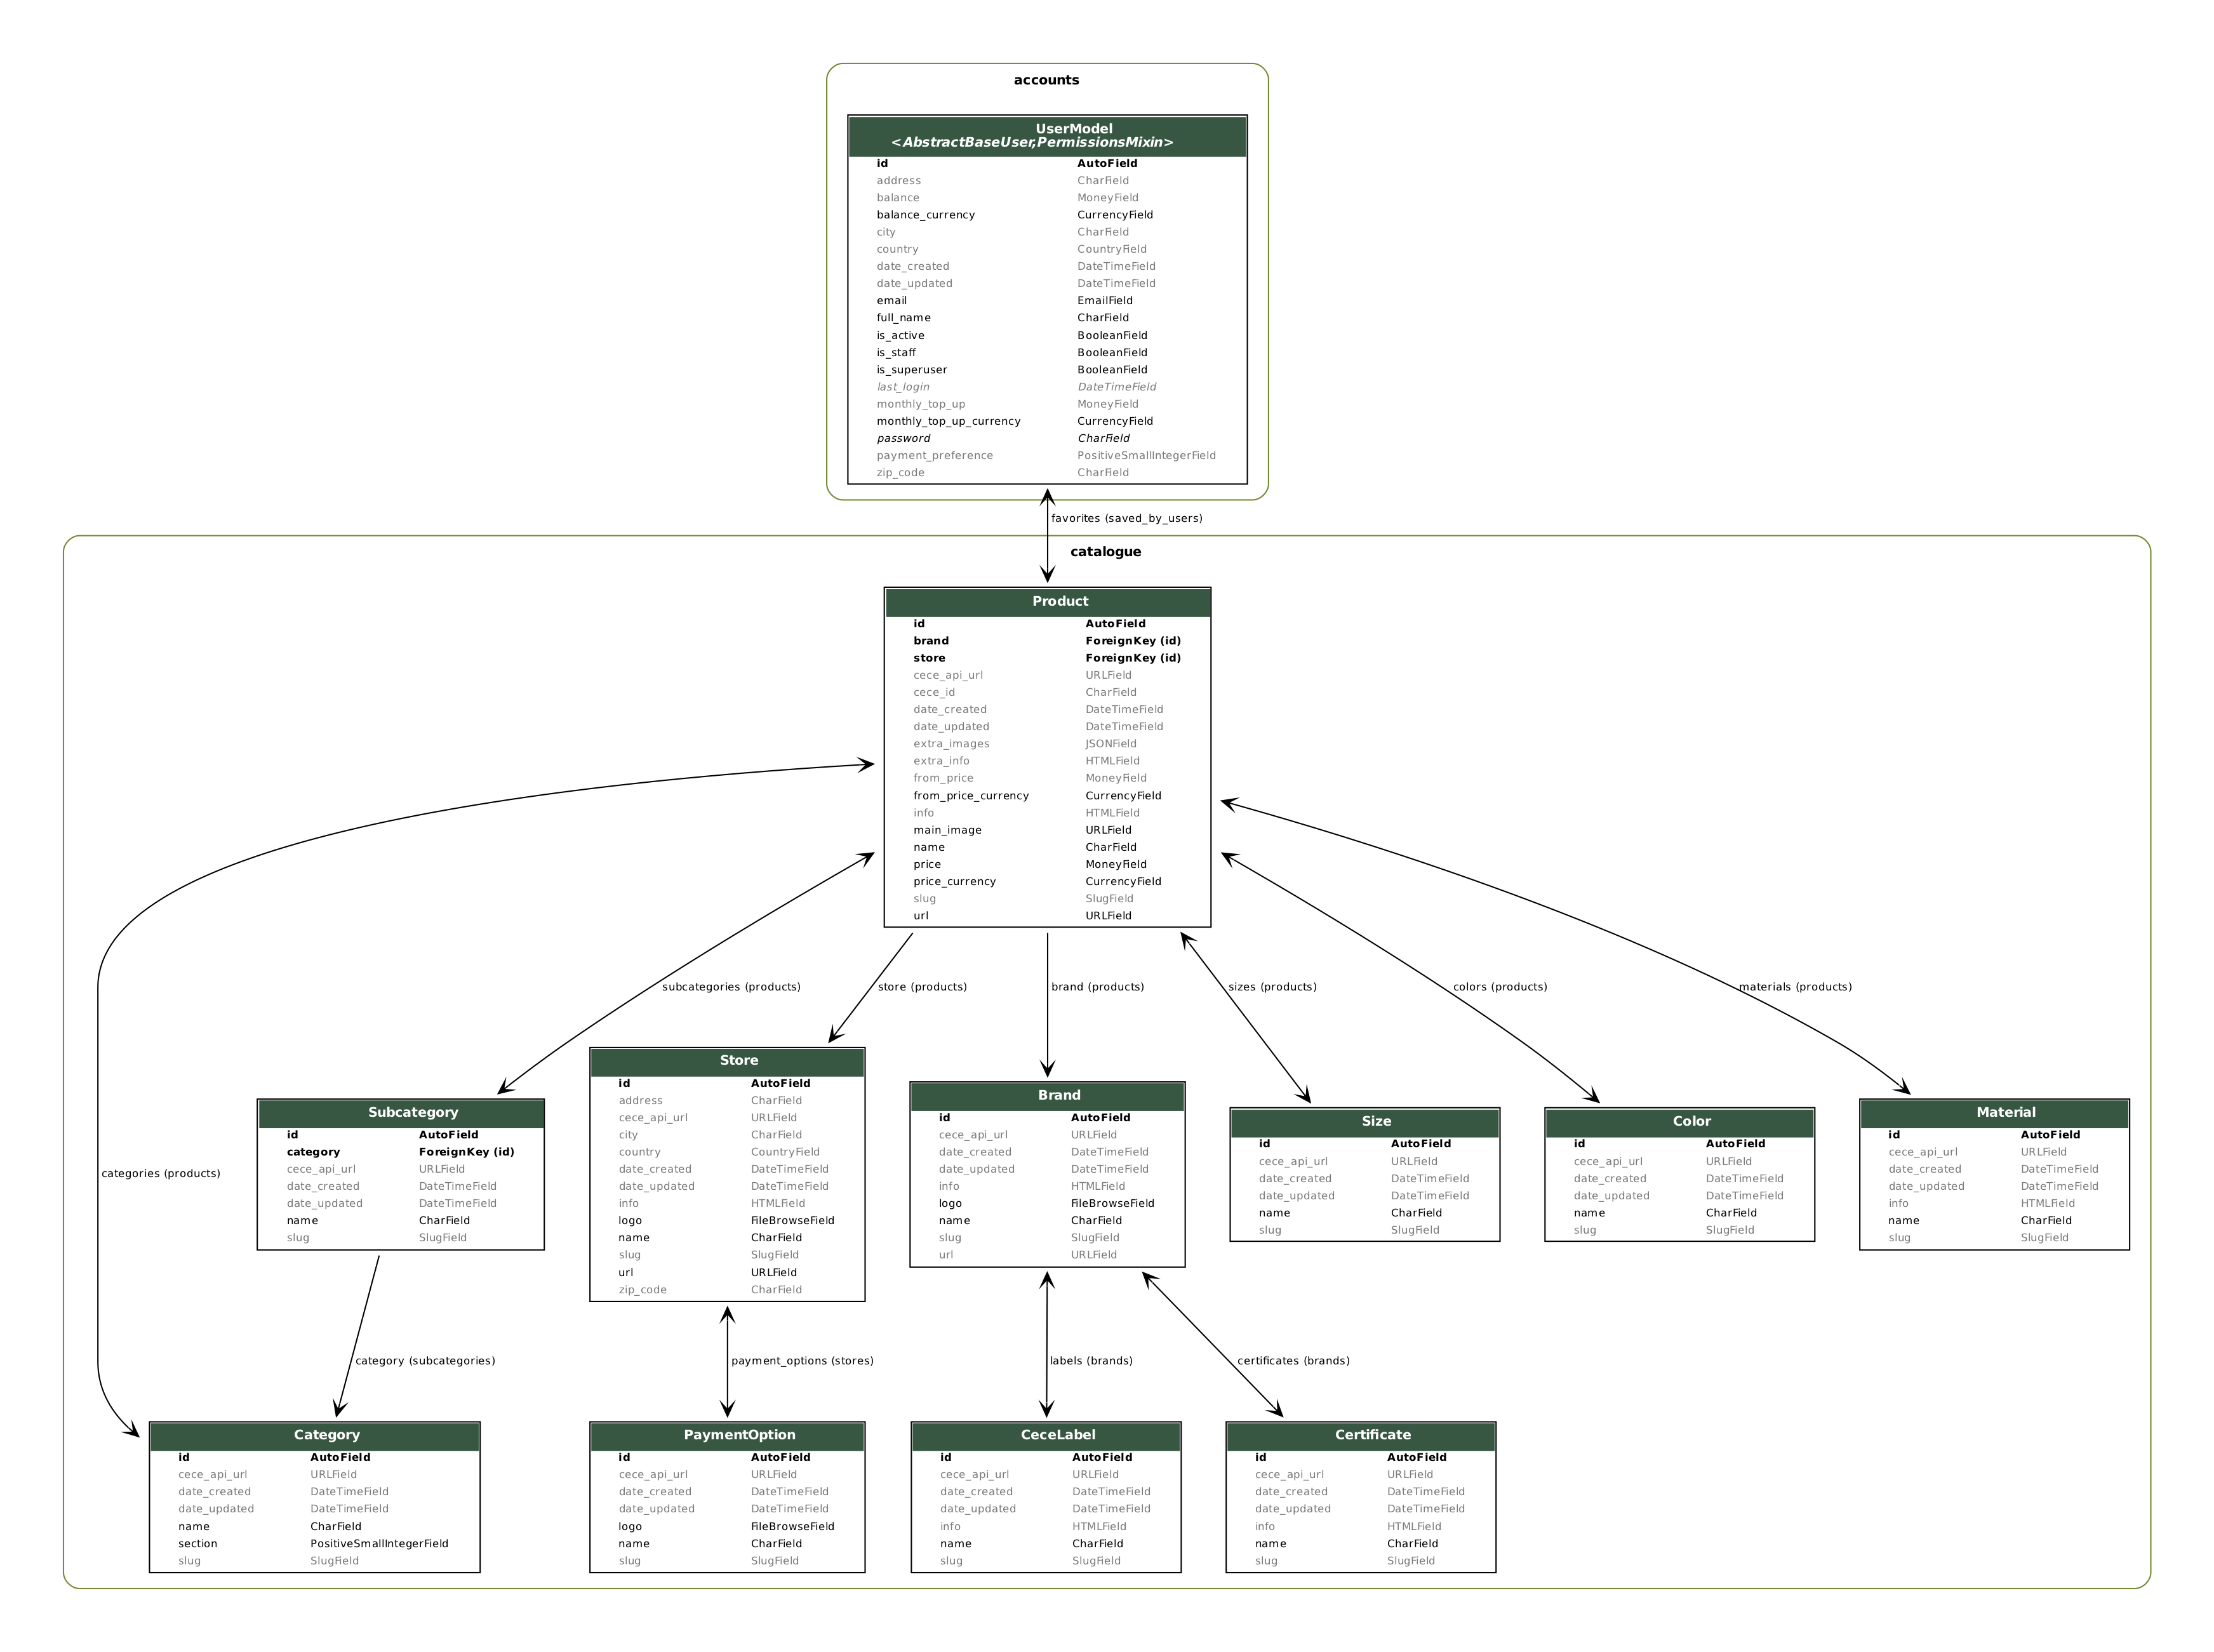 accounts
UserModel
<AbstractBaseUser,PermissionsMixin>
id AutoField
address CharField
balance MoneyField
balance_currency CurrencyField
city CharField
country CountryField
date_created DateTimeField
date_updated DateTimeField
email EmailField
full_name CharField
is_active BooleanField
is_staff BooleanField
is_superuser BooleanField
last_login DateTimeField
monthly_top_up MoneyField
monthly_top_up_currency CurrencyField
password CharField
payment_preference PositiveSmallIntegerField
zip_code CharField
favorites (saved_by_users)
catalogue
Product
id AutoField
brand ForeignKey (id)
store ForeignKey (id)
cece_api_url URLField
cece_id CharField
date_created DateTimeField
date_updated DateTimeField
extra_images JSONField
extra_info HTMLField
from_price MoneyField
from_price_currency CurrencyField
info HTMLField
main_image URLField
name CharField
price MoneyField
price_currency CurrencyField
slug SlugField
url URLField
subcategories (products)
store (products)
brand (products)
sizes (products)
colors (products)
materials (products)
categories (products)
Subcategory
id AutoField
category ForeignKey (id)
cece_api_url URLField
date_created DateTimeField
date_updated DateTimeField
name CharField
slug SlugField
Store
id AutoField
address CharField
cece_api_url URLField
city CharField
country CountryField
date_created DateTimeField
date_updated DateTimeField
info HTMLField
logo FileBrowseField
name CharField
slug SlugField
url URLField
zip_code CharField
Brand
id AutoField
cece_api_url URLField
date_created DateTimeField
date_updated DateTimeField
info HTMLField
logo FileBrowseField
name CharField
slug SlugField
url URLField
Size
id AutoField
cece_api_url URLField
date_created DateTimeField
date_updated DateTimeField
name CharField
slug SlugField
Color
id AutoField
cece_api_url URLField
date_created DateTimeField
date_updated DateTimeField
name CharField
slug SlugField
Material
id AutoField
cece_api_url URLField
date_created DateTimeField
date_updated DateTimeField
info HTMLField
name CharField
slug SlugField
category (subcategories)
payment_options (stores)
labels (brands)
certificates (brands)
Category
id AutoField
cece_api_url URLField
date_created DateTimeField
date_updated DateTimeField
name CharField
section PositiveSmallIntegerField
slug SlugField
PaymentOption
id AutoField
cece_api_url URLField
date_created DateTimeField
date_updated DateTimeField
logo FileBrowseField
name CharField
slug SlugField
CeceLabel
id AutoField
cece_api_url URLField
date_created DateTimeField
date_updated DateTimeField
info HTMLField
name CharField
slug SlugField
Certificate
id AutoField
cece_api_url URLField
date_created DateTimeField
date_updated DateTimeField
info HTMLField
name CharField
slug SlugField